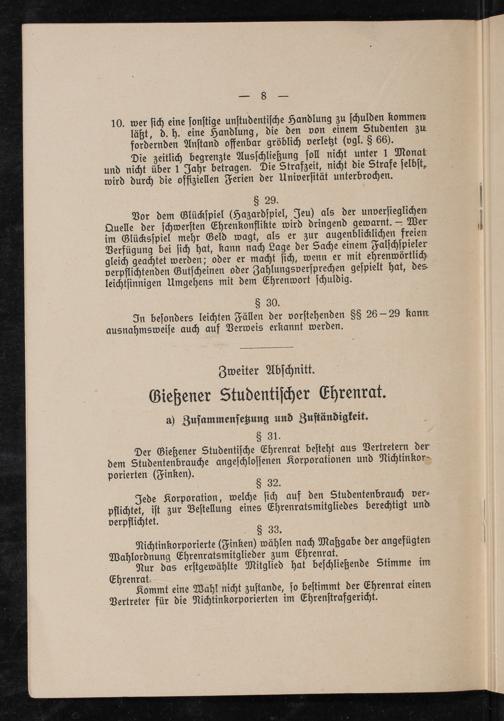 — 8 —
10. wer sich eine sonstige unstudentische Handlung zu schulden kommen
läßt, d. h. eine Handlung, die den von einem Studenten zu
fordernden Anstand offenbar gröblich verletzt (vgl. § 66).
Die zeitlich begrenzte Ausschließung soll nicht unter 1 Monat
und nicht über 1 Jahr betragen. Die Strafzeit, nicht die Strafe selbst,
wird durch die offiziellen Ferien der Universität unterbrochen.
§ 29.
Vor dem Glücksspiel (Hazardspiel, Jeu) als der unversieglichen
Quelle der schwersten Ehrenkonflikte wird dringend gewarnt. — Wer
im Glücksspiel mehr Geld wagt, als er zur augenblicklichen freien
Verfügung bei sich hat, kann nach Lage der Sache einem Falschspieler
gleich geachtet werden; oder er macht sich, wenn er mit ehrenwörtlich
verpflichtenden Gutscheinen oder Zahlungsversprechen gespielt hat, des
leichtsinnigen Umgehens mit dem Ehrenwort schuldig.
§ 30.
In besonders leichten Fällen der vorstehenden §§ 26—29 kann
ausnahmsweise auch auf Verweis erkannt werden.
Zweiter Abschnitt.
Gießener Studentischer Ehrenrat.
a) Zusammensetzung und Zuständigkeit.
§ 31.
Der Gießener Studentische Ehrenrat besteht aus Vertretern der
dem Studentenbrauche angeschlossenen Korporationen und Nichtinkor-
porierten (Finken).
§ 32.
Jede Korporation, welche sich auf den Studentenbrauch ver-
pflichtet, ist zur Bestellung eines Ehrenratsmitgliedes berechtigt und
verpflichtet.
§ 33.
Nichtinkorporierte (Finken) wählen nach Maßgabe der angefügten
Wahlordnung Ehrenratsmitglieder zum Ehrenrat.
Nur das erstgewählte Mitglied hat beschließende Stimme im
Ehrenrat.
Kommt eine Wahl nicht zustande, so bestimmt der Ehrenrat einen
Vertreter für die Nichtinkorporierten im Ehrenstrafgericht.